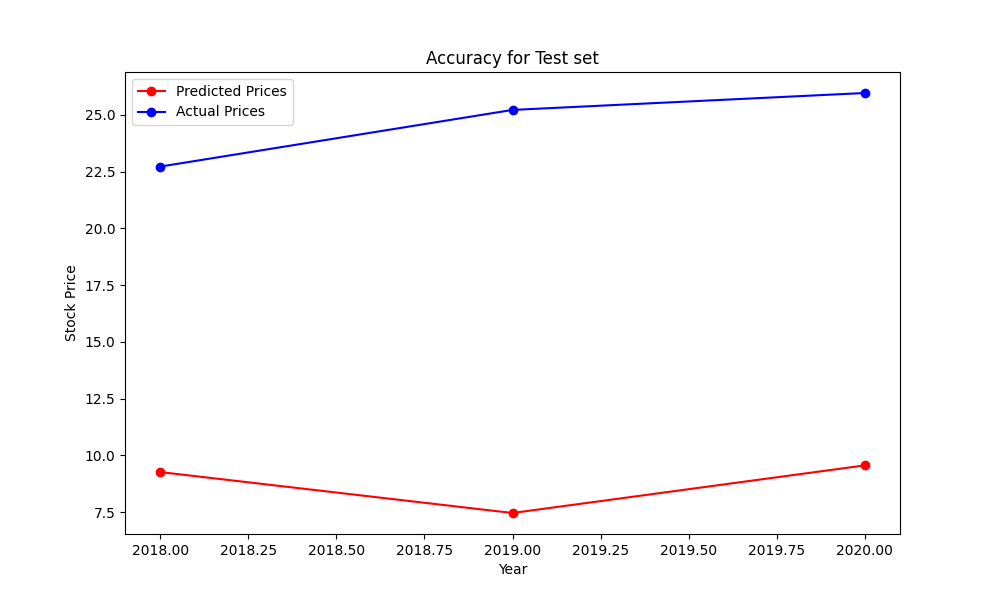 Accuracy for Test set
Predicted Prices
Actual Prices
Stock Price
25.0
22.5
20.0
17.5
15.0
12.5
10.0
7.5
2018.00 2018.25 2018.50 2018.75 2019.00 2019.25 2019.50 2019.75 2020.00
Year